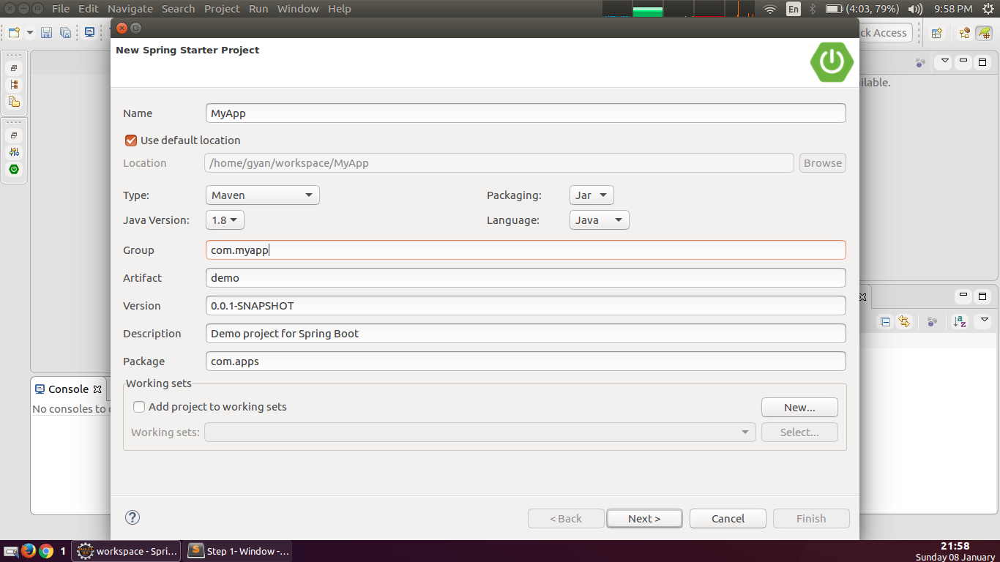 File Edit Navigate Search Project Run Window Help
En (4:03, 79%) 9:58 PM
ck Access
New Spring Starter Project
ilable.
Name MyApp
Use default location
Location /home/gyan/workspace/MyApp Browse
Type: Maven Packaging: Jar
Java Version: 1.8 Language: Java
Group com.myapp
Artifact demo
Version 0.0.1-SNAPSHOT
Description Demo project for Spring Boot
Package com.apps
Working sets
Console
Add project to working sets New...
No consoles to
Working sets: Select...
? < Back Next > Cancel Finish
1 workspace - Spri... Step 1- Window -... 21:58
Sunday 08 January